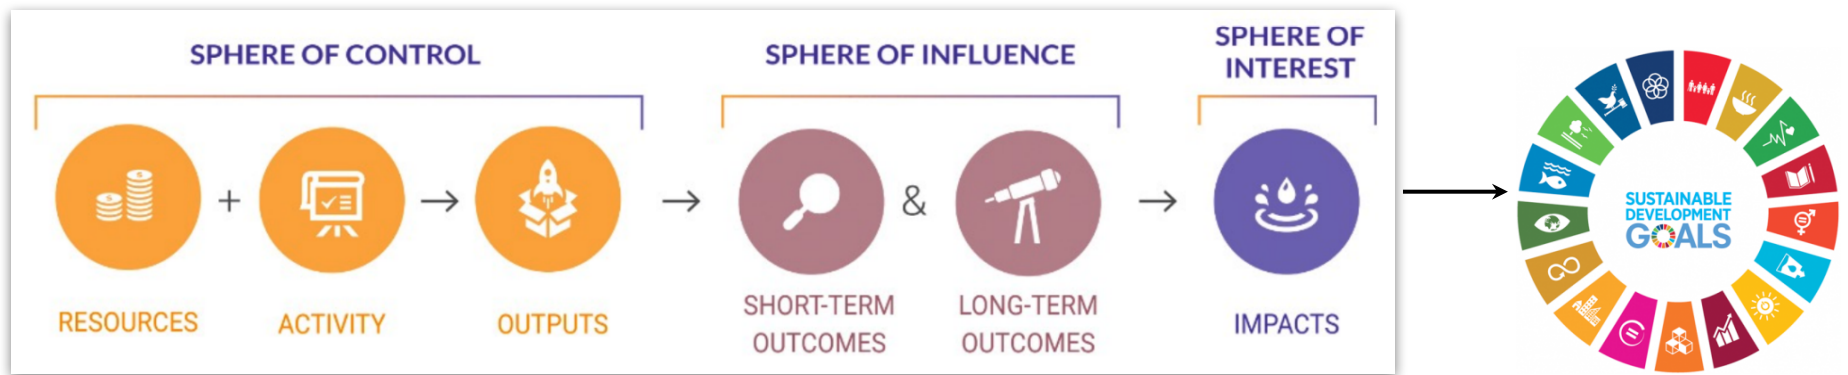 SPHERE OF CONTROL
SPHERE OF INFLUENCE
SPHERE OF
INTEREST
RESOURCES
+
ACTIVITY
OUTPUTS
SHORT-TERM
OUTCOMES
&
LONG-TERM
OUTCOMES
IMPACTS
SUSTAINABLE
DEVELOPMENT
GOALS